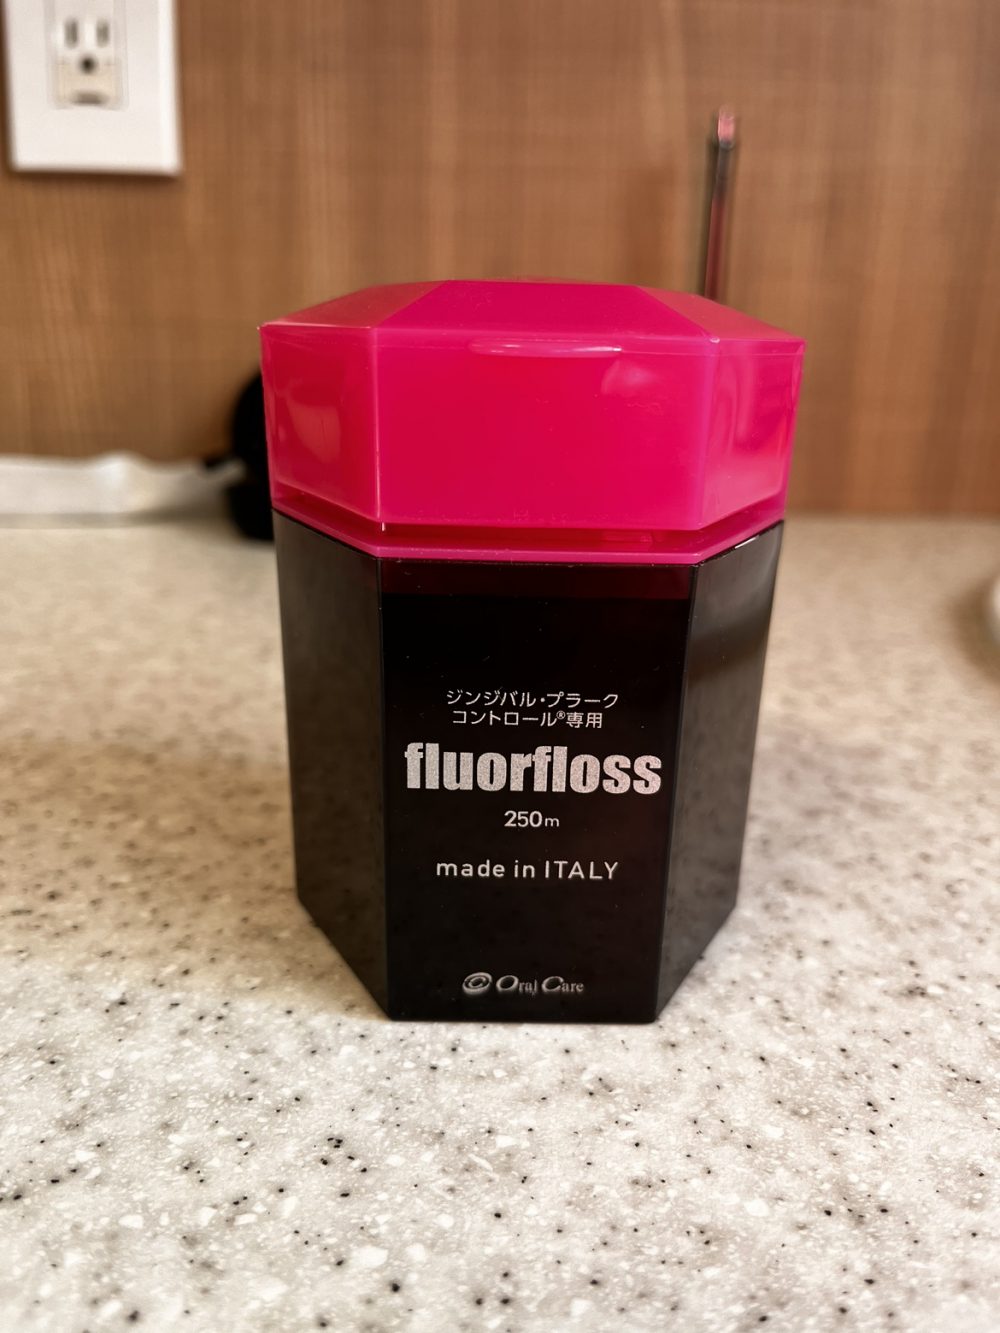 ジンジバル・プラーク
コントロール®専用
fluorfloss
250m
made in ITALY
Oral Care